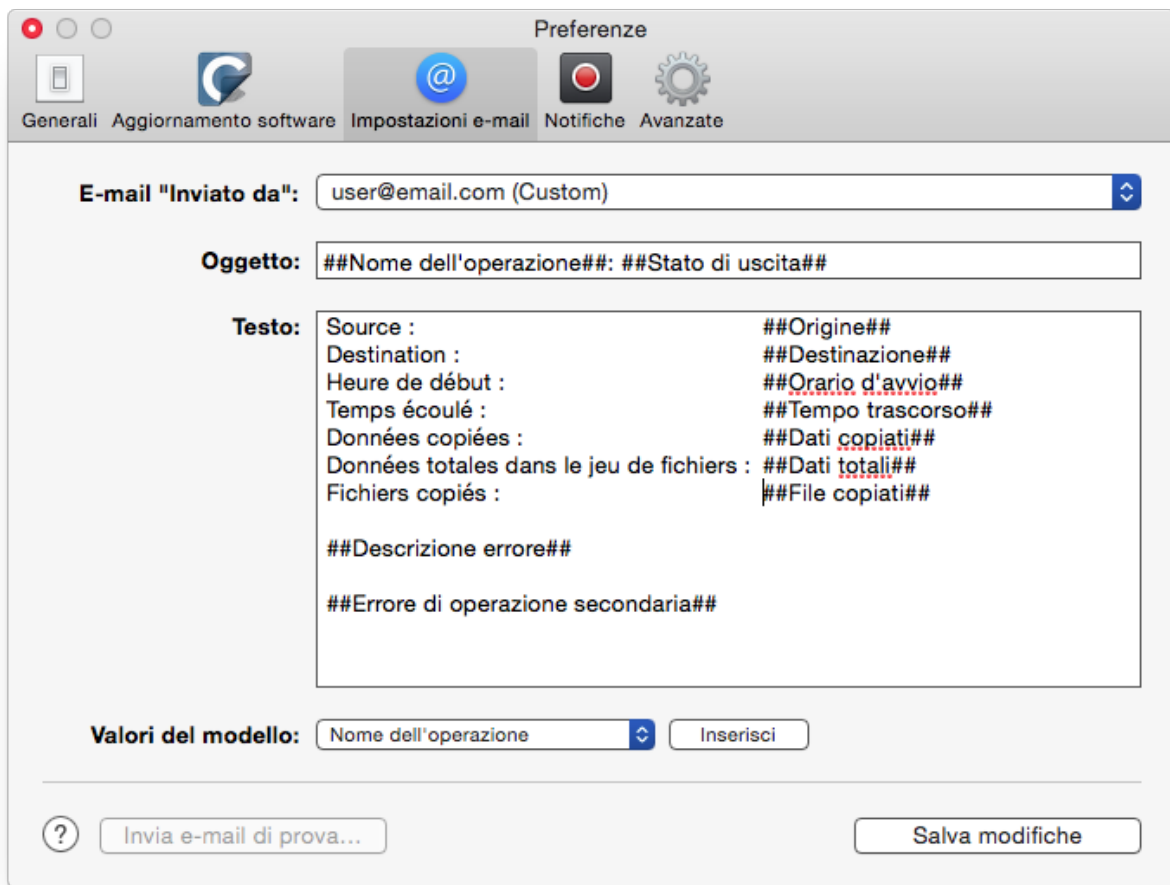 Preferenze
Generali Aggiornamento software Impostazioni e-mail Notifiche Avanzate
E-mail "Inviato da": user@email.com (Custom)
Oggetto: ##Nome dell'operazione##: ##Stato di uscita##
Testo: Source : ##Origine##
Destination : ##Destinazione##
Heure de début : ##Orario d'avvio##
Temps écoulé : ##Tempo trascorso##
Données copiées : ##Dati copiati##
Données totales dans le jeu de fichiers : ##Dati totali##
Fichiers copiés : ##File copiati##
##Descrizione errore##
##Errore di operazione secondaria##
Valori del modello: Nome dell'operazione Inserisci
? Invia e-mail di prova... Salva modifiche